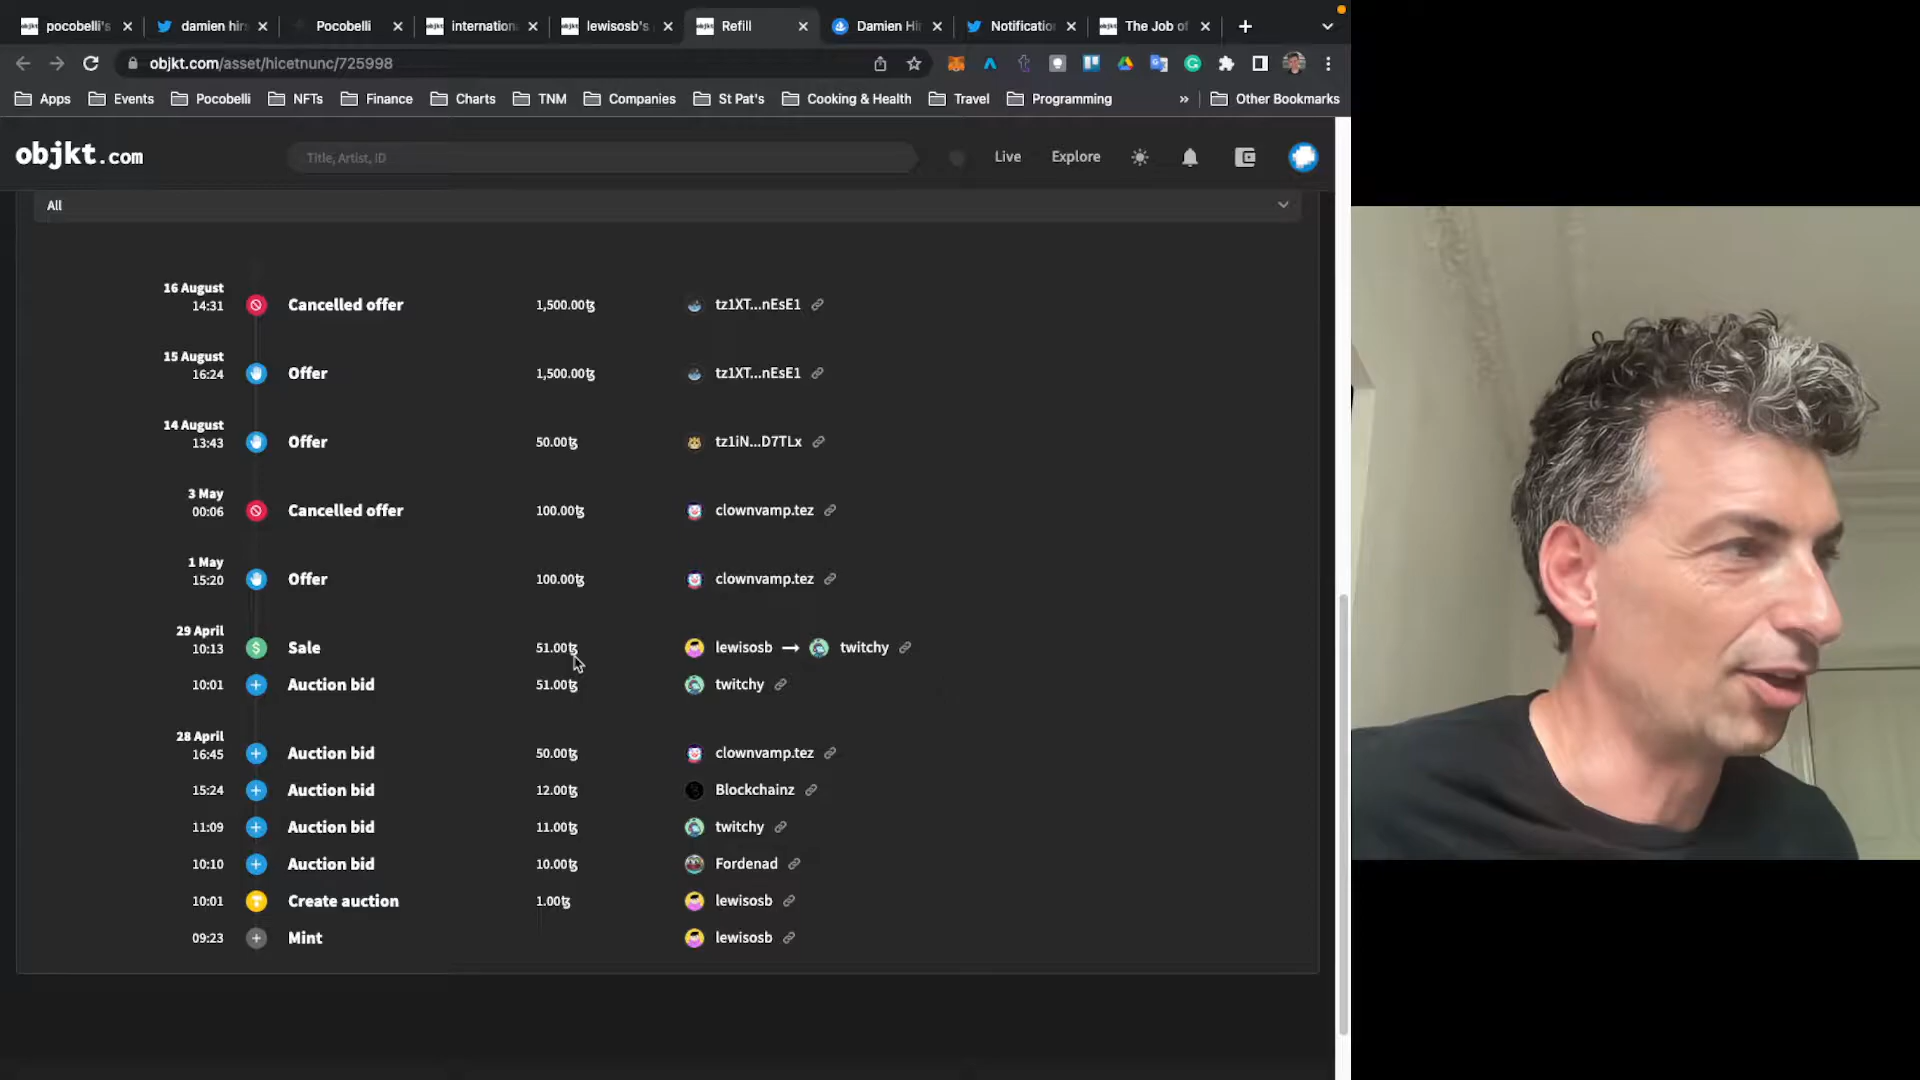 pocobelli's
damien hirs
Pocobelli
internation
lewisosb's
Refill
Damien Hi
Notificatio
The Job of
objkt.com/asset/hicetnunc/725998
Apps
Events
Pocobelli
NFTs
Finance
Charts
TNM
Companies
St Pat's
Cooking & Health
Travel
Programming
»
Other Bookmarks
objkt.com
Title, Artist, ID
Live
Explore
All
16 August
14:31
Cancelled offer
1,500.00ꜩ
tz1XT...nEsE1
15 August
16:24
Offer
1,500.00ꜩ
tz1XT...nEsE1
14 August
13:43
Offer
50.00ꜩ
tz1iN...D7TLx
3 May
00:06
Cancelled offer
100.00ꜩ
clownvamp.tez
1 May
15:20
Offer
100.00ꜩ
clownvamp.tez
29 April
10:13
Sale
51.00ꜩ
lewisosb → twitchy
10:01
Auction bid
51.00ꜩ
twitchy
28 April
16:45
Auction bid
50.00ꜩ
clownvamp.tez
15:24
Auction bid
12.00ꜩ
Blockchainz
11:09
Auction bid
11.00ꜩ
twitchy
10:10
Auction bid
10.00ꜩ
Fordenad
10:01
Create auction
1.00ꜩ
lewisosb
09:23
Mint
lewisosb